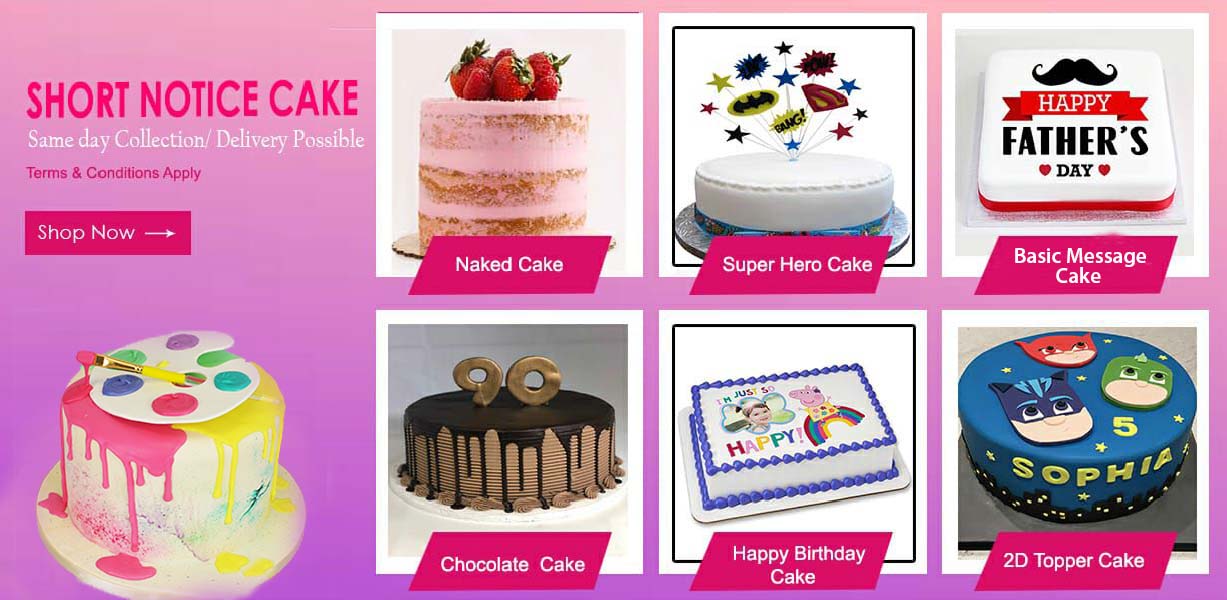 SHORT NOTICE CAKE
Same day Collection/ Delivery Possible
Terms & Conditions Apply
Shop Now
Naked Cake
POW!
BANG!
Super Hero Cake
HAPPY
FATHER'S
DAY
Basic Message
Cake
90
Chocolate Cake
I'M JUST SO
HAPPY!
Happy Birthday
Cake
5
SOPHIA
2D Topper Cake